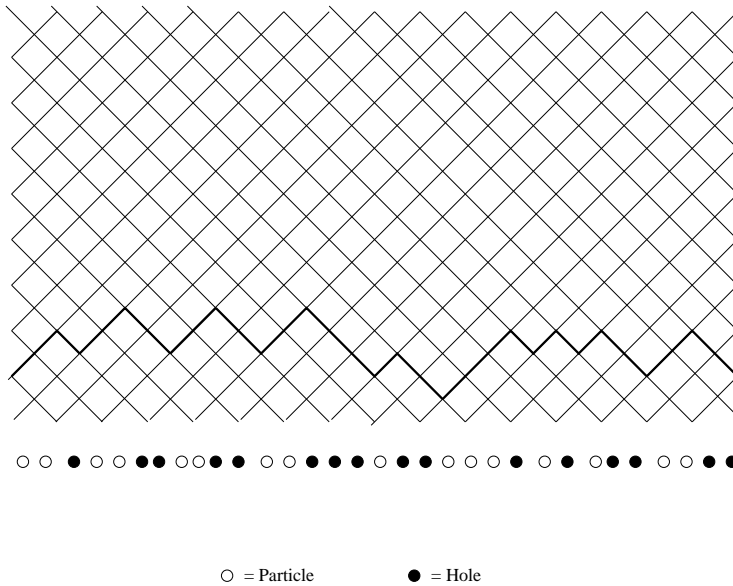 = Particle = Hole